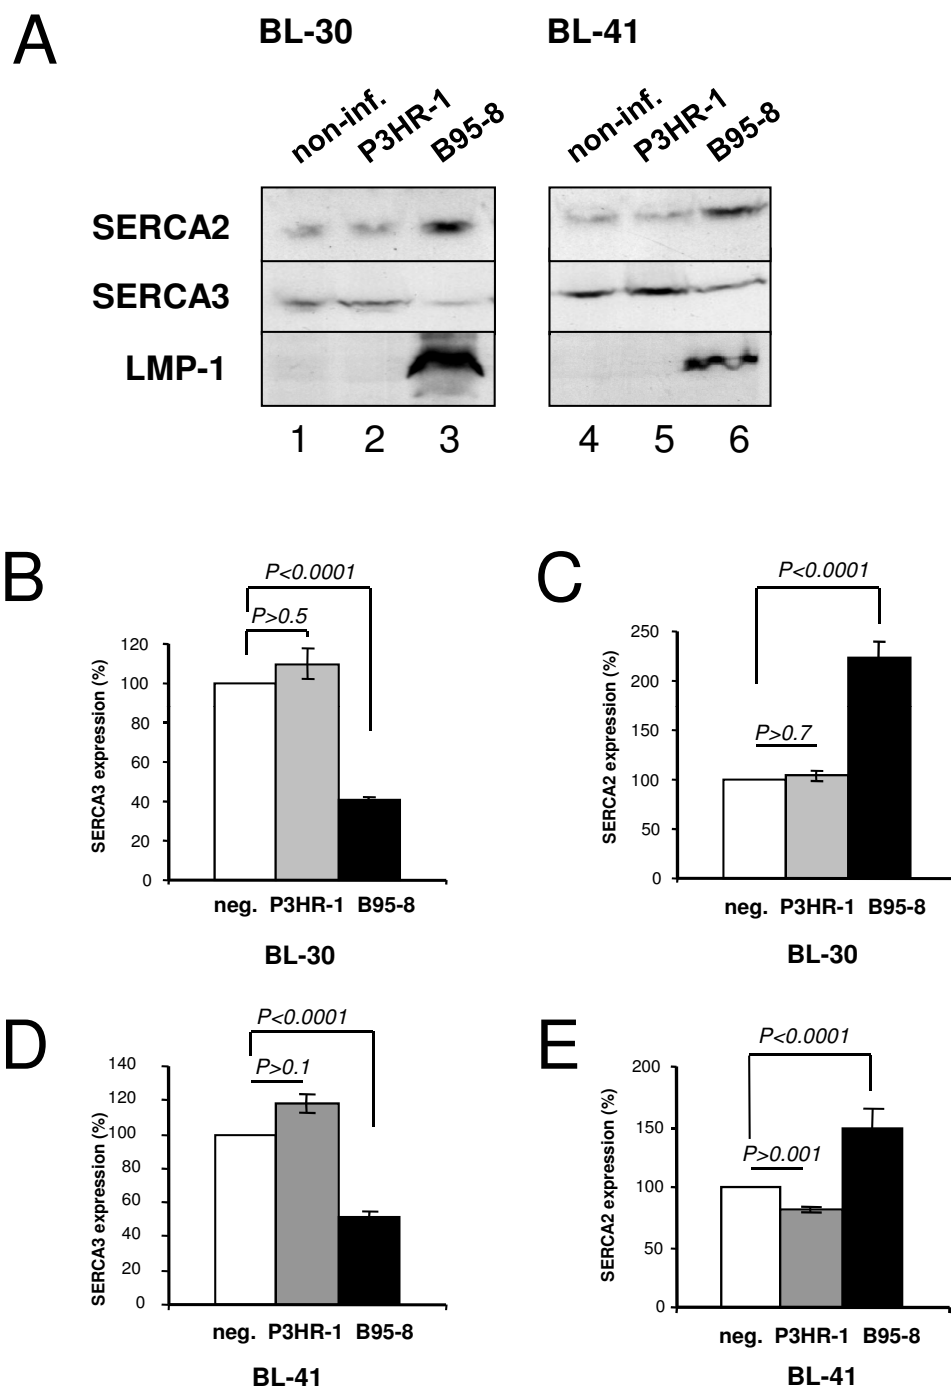 A
BL-30 BL-41
non-inf. P3HR-1 B95-8 non-inf. P3HR-1 B95-8
SERCA2
SERCA3
LMP-1
1 2 3 4 5 6
B
P<0.0001
P>0.5
SERCA3 expression (%)
120
100
80
60
40
20
0
neg. P3HR-1 B95-8
BL-30
C
P<0.0001
P>0.7
SERCA2 expression (%)
250
200
150
100
50
0
neg. P3HR-1 B95-8
BL-30
D
P<0.0001
P>0.1
SERCA3 expression (%)
140
120
100
80
60
40
20
0
neg. P3HR-1 B95-8
BL-41
E
P<0.0001
P>0.001
SERCA2 expression (%)
200
150
100
50
0
neg. P3HR-1 B95-8
BL-41